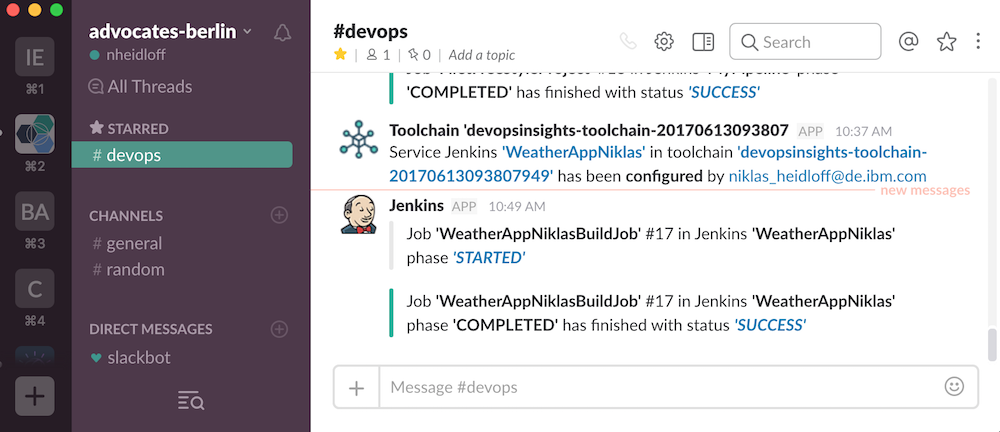 IE
⌘1
⌘2
BA
⌘3
C
⌘4
+
advocates-berlin
nheidloff
All Threads
STARRED
# devops
CHANNELS
# general
# random
DIRECT MESSAGES
slackbot
#devops
1 | 0 | Add a topic
Search
'COMPLETED' has finished with status 'SUCCESS'
Toolchain 'devopsinsights-toolchain-20170613093807 APP 10:37 AM
Service Jenkins 'WeatherAppNiklas' in toolchain 'devopsinsights-toolchain-
20170613093807949' has been configured by niklas_heidloff@de.ibm.com
new messages
Jenkins APP 10:49 AM
Job 'WeatherAppNiklasBuildJob' #17 in Jenkins 'WeatherAppNiklas'
phase 'STARTED'
Job 'WeatherAppNiklasBuildJob' #17 in Jenkins 'WeatherAppNiklas'
phase 'COMPLETED' has finished with status 'SUCCESS'
Message #devops